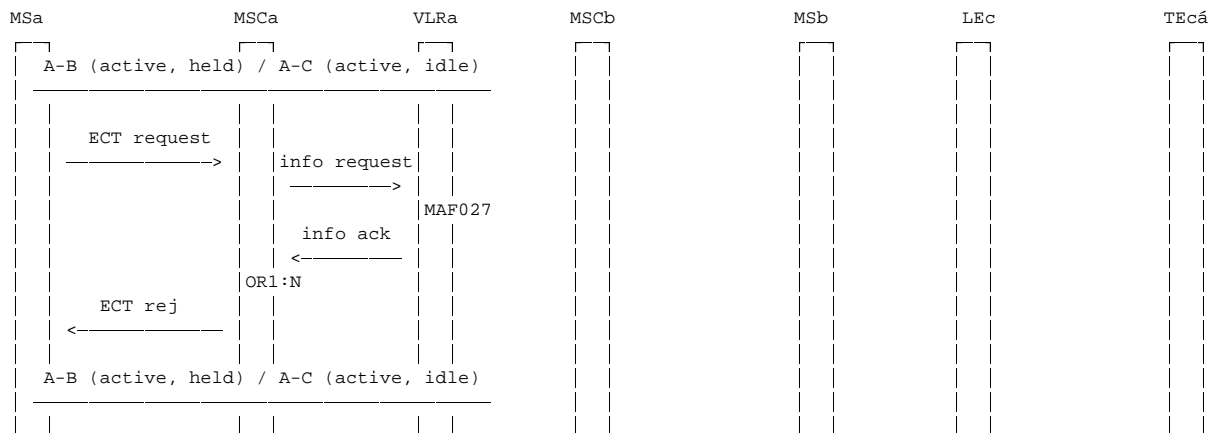 MSa MSCa VLRa MSCb MSb LEc TEcá
A-B (active, held) / A-C (active, idle)
ECT request
info request
MAF027
info ack
OR1:N
ECT rej
A-B (active, held) / A-C (active, idle)